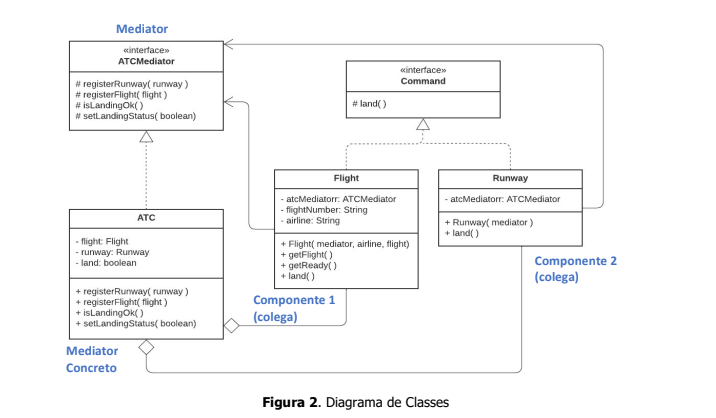 Mediator
«interface»
ATCMediator
# registerRunway( runway )
# registerFlight( flight )
# isLandingOk( )
# setLandingStatus( boolean)
«interface»
Command
# land( )
Flight
- atcMediatorr: ATCMediator
- flightNumber: String
- airline: String
+ Flight( mediator, airline, flight)
+ getFlight( )
+ getReady( )
+ land( )
Runway
- atcMediatorr: ATCMediator
+ Runway( mediator )
+ land( )
ATC
- flight: Flight
- runway: Runway
- land: boolean
+ registerRunway( runway )
+ registerFlight( flight )
+ isLandingOk( )
+ setLandingStatus( boolean)
Componente 1
(colega)
Componente 2
(colega)
Mediator
Concreto
Figura 2. Diagrama de Classes